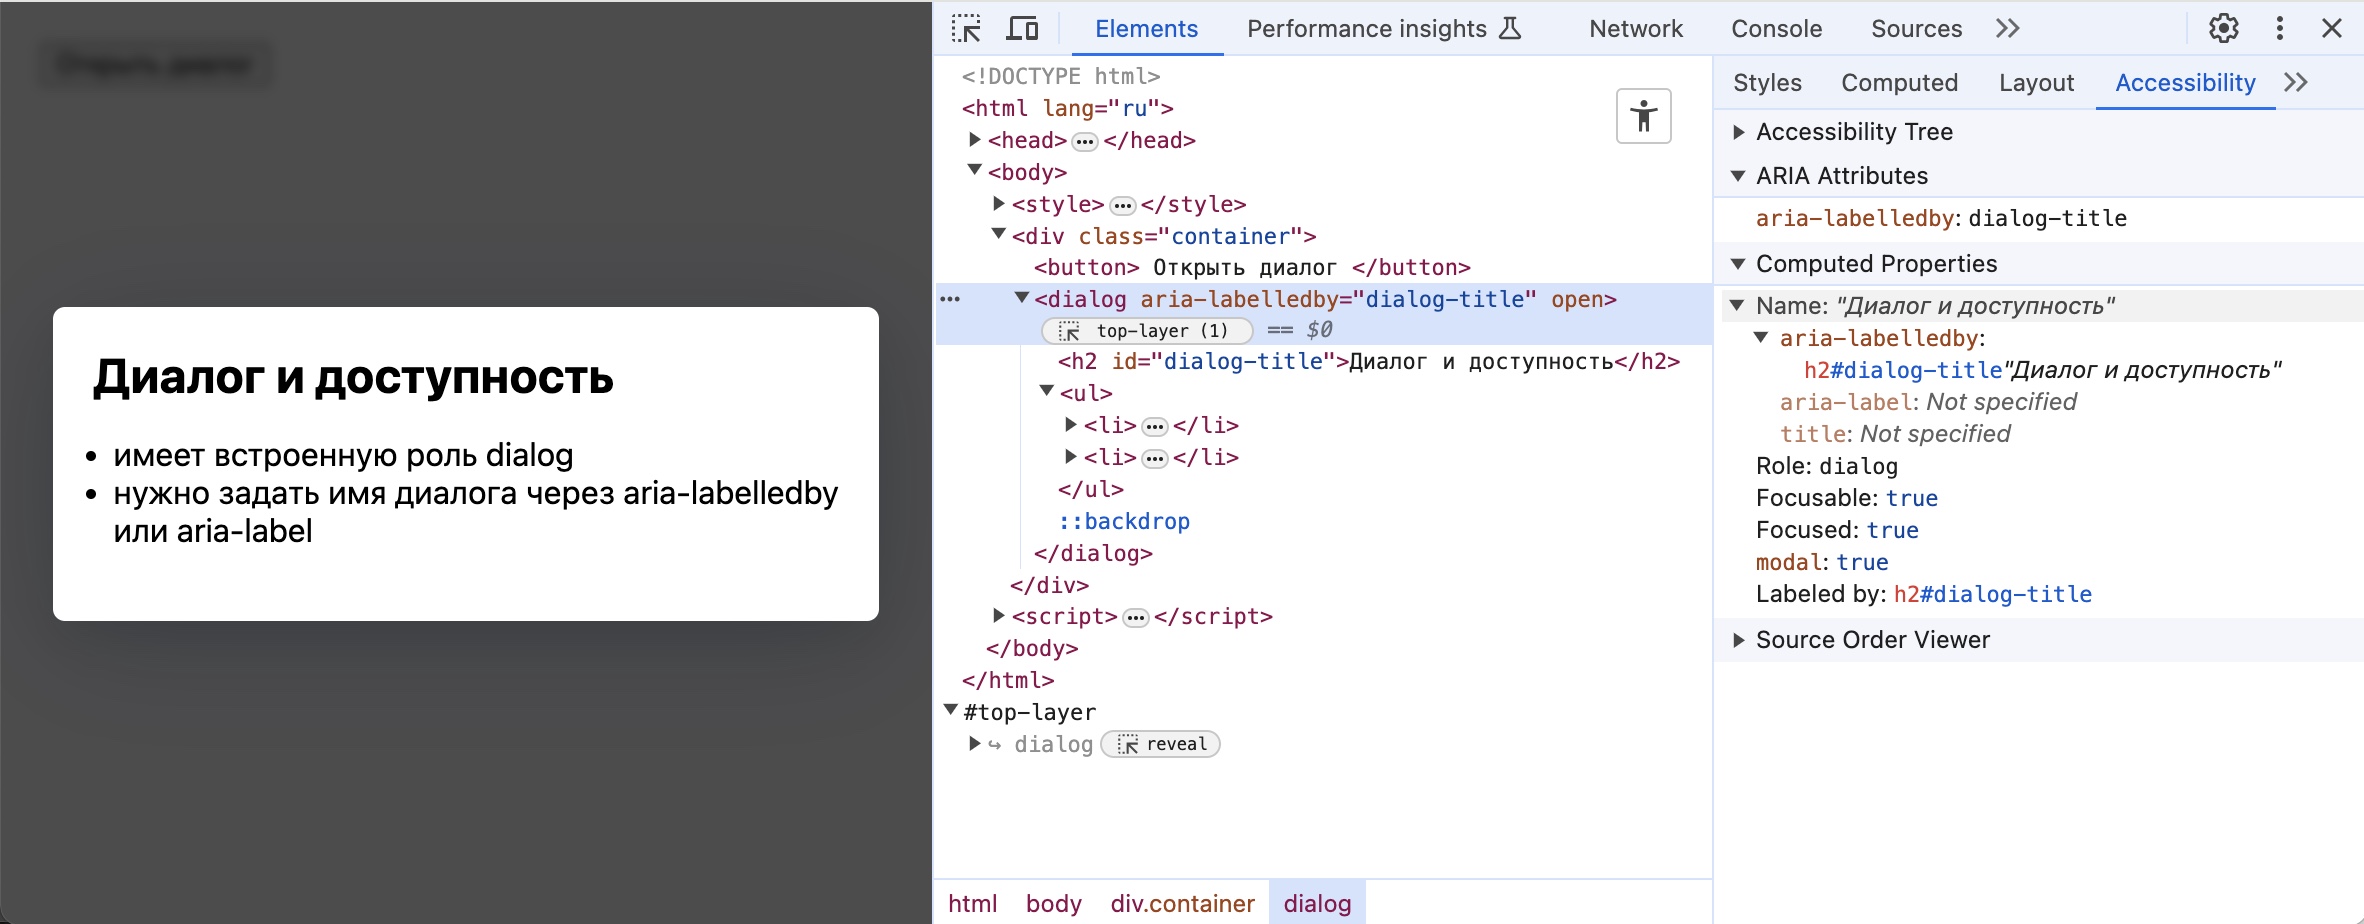 Открыть диалог
Диалог и доступность
имеет встроенную роль dialog
нужно задать имя диалога через aria-labelledby
или aria-label
Elements Performance insights Network Console Sources
<!DOCTYPE html>
<html lang="ru">
<head> ••• </head>
<body>
<style> ••• </style>
<div class="container">
<button> Открыть диалог </button>
••• <dialog aria-labelledby="dialog-title" open>
top-layer (1) == $0
<h2 id="dialog-title">Диалог и доступность</h2>
<ul>
<li> ••• </li>
<li> ••• </li>
</ul>
::backdrop
</dialog>
</div>
<script> ••• </script>
</body>
</html>
#top-layer
↪ dialog reveal
html body div.container dialog
Styles Computed Layout Accessibility
Accessibility Tree
ARIA Attributes
aria-labelledby: dialog-title
Computed Properties
Name: "Диалог и доступность"
aria-labelledby:
h2#dialog-title"Диалог и доступность"
aria-label: Not specified
title: Not specified
Role: dialog
Focusable: true
Focused: true
modal: true
Labeled by: h2#dialog-title
Source Order Viewer